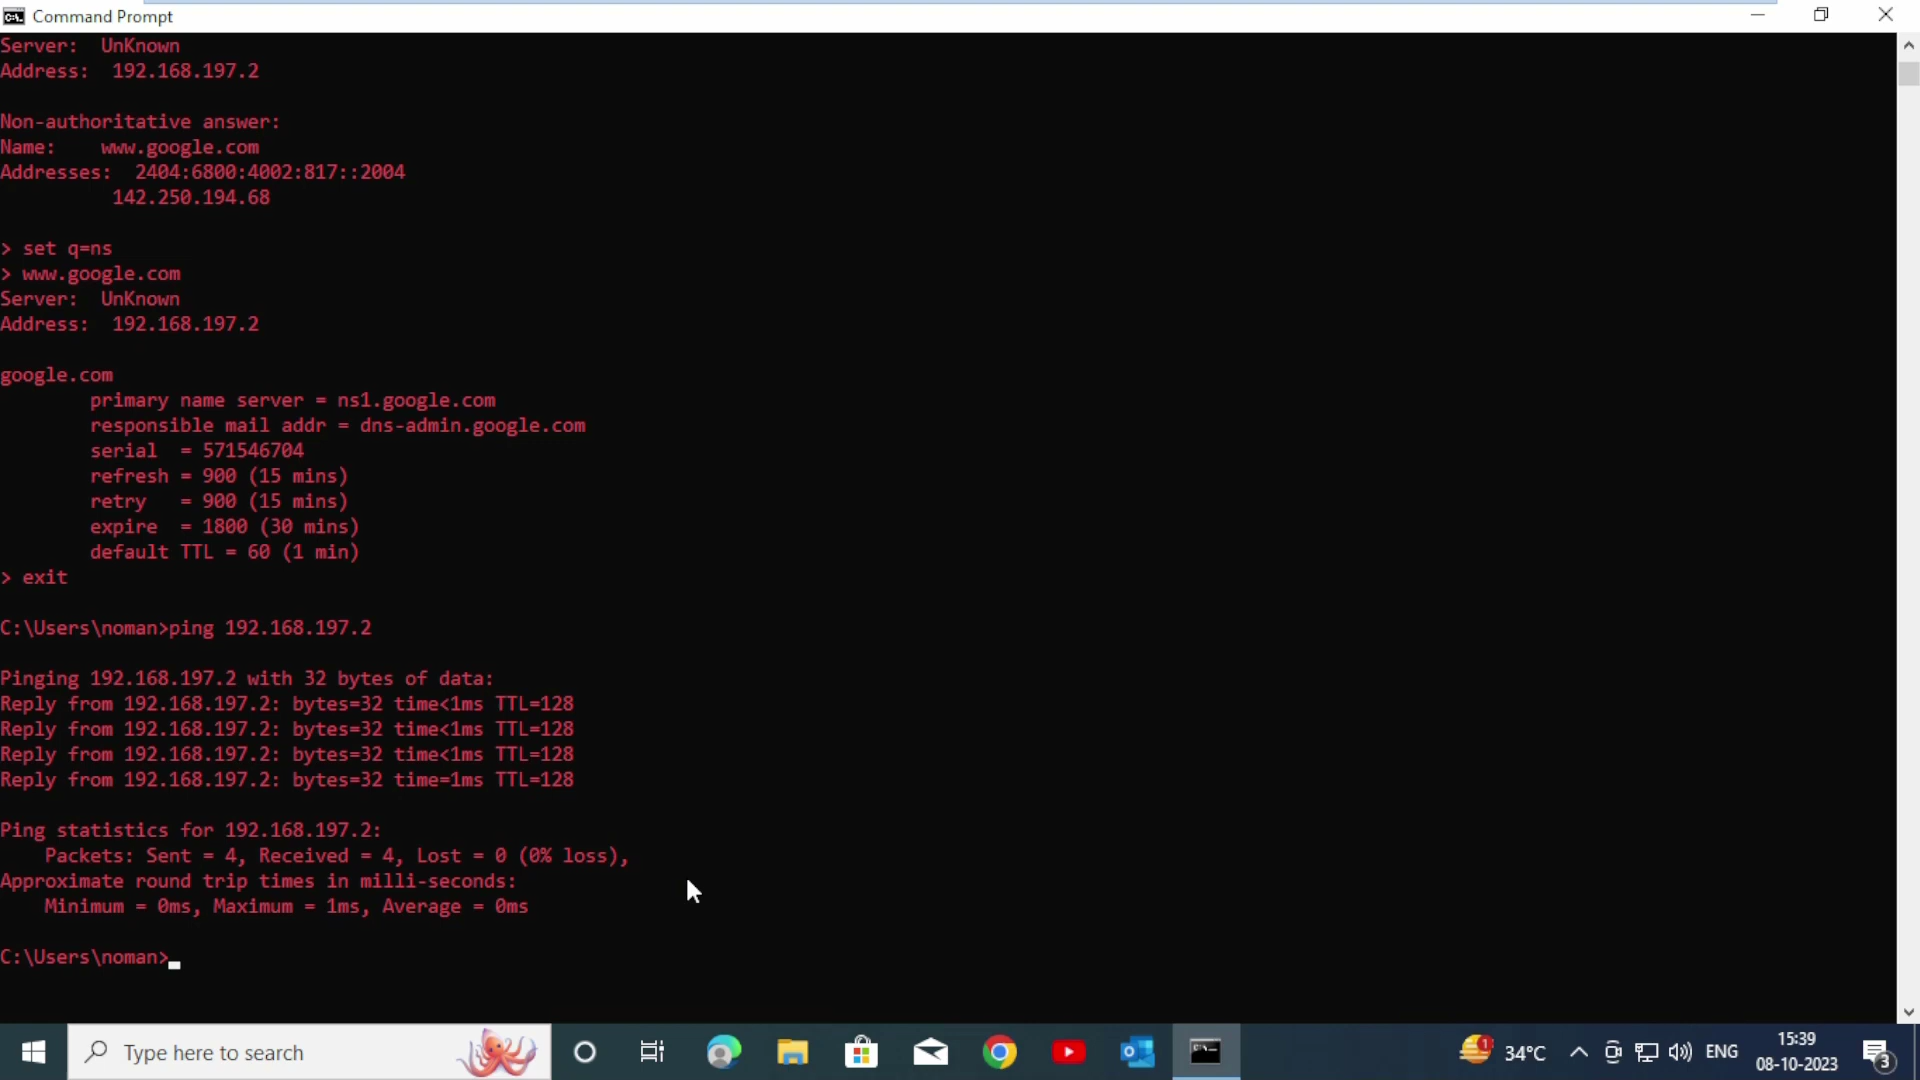 Command Prompt
Server:  UnKnown
Address:  192.168.197.2
Non-authoritative answer:
Name:    www.google.com
Addresses:  2404:6800:4002:817::2004
          142.250.194.68
> set q=ns
> www.google.com
Server:  UnKnown
Address:  192.168.197.2
google.com
        primary name server = ns1.google.com
        responsible mail addr = dns-admin.google.com
        serial  = 571546704
        refresh = 900 (15 mins)
        retry   = 900 (15 mins)
        expire  = 1800 (30 mins)
        default TTL = 60 (1 min)
> exit
C:\Users\noman>ping 192.168.197.2
Pinging 192.168.197.2 with 32 bytes of data:
Reply from 192.168.197.2: bytes=32 time<1ms TTL=128
Reply from 192.168.197.2: bytes=32 time<1ms TTL=128
Reply from 192.168.197.2: bytes=32 time<1ms TTL=128
Reply from 192.168.197.2: bytes=32 time=1ms TTL=128
Ping statistics for 192.168.197.2:
    Packets: Sent = 4, Received = 4, Lost = 0 (0% loss),
Approximate round trip times in milli-seconds:
    Minimum = 0ms, Maximum = 1ms, Average = 0ms
C:\Users\noman>
Type here to search
1
34°C
ENG
15:39
08-10-2023
3